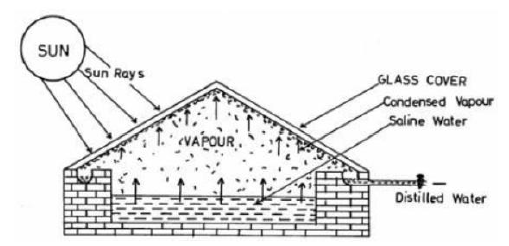 SUN
Sun Rays
GLASS COVER
Condensed Vapour
Saline Water
VAPOUR
Distilled Water